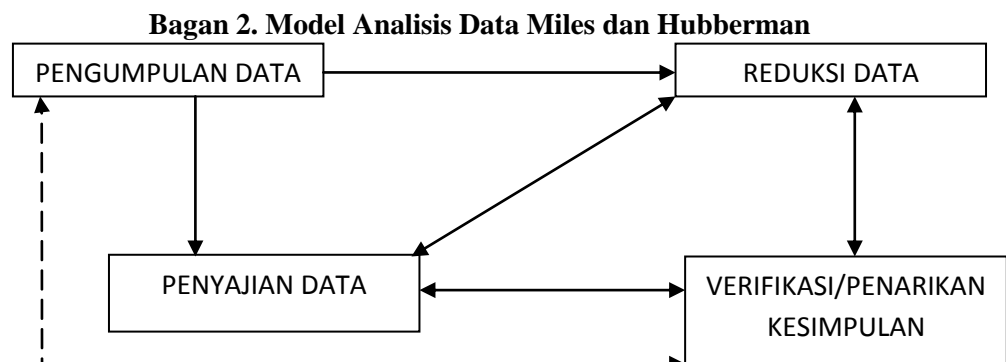 Bagan 2. Model Analisis Data Miles dan Hubberman
PENGUMPULAN DATA
REDUKSI DATA
PENYAJIAN DATA
VERIFIKASI/PENARIKAN
KESIMPULAN